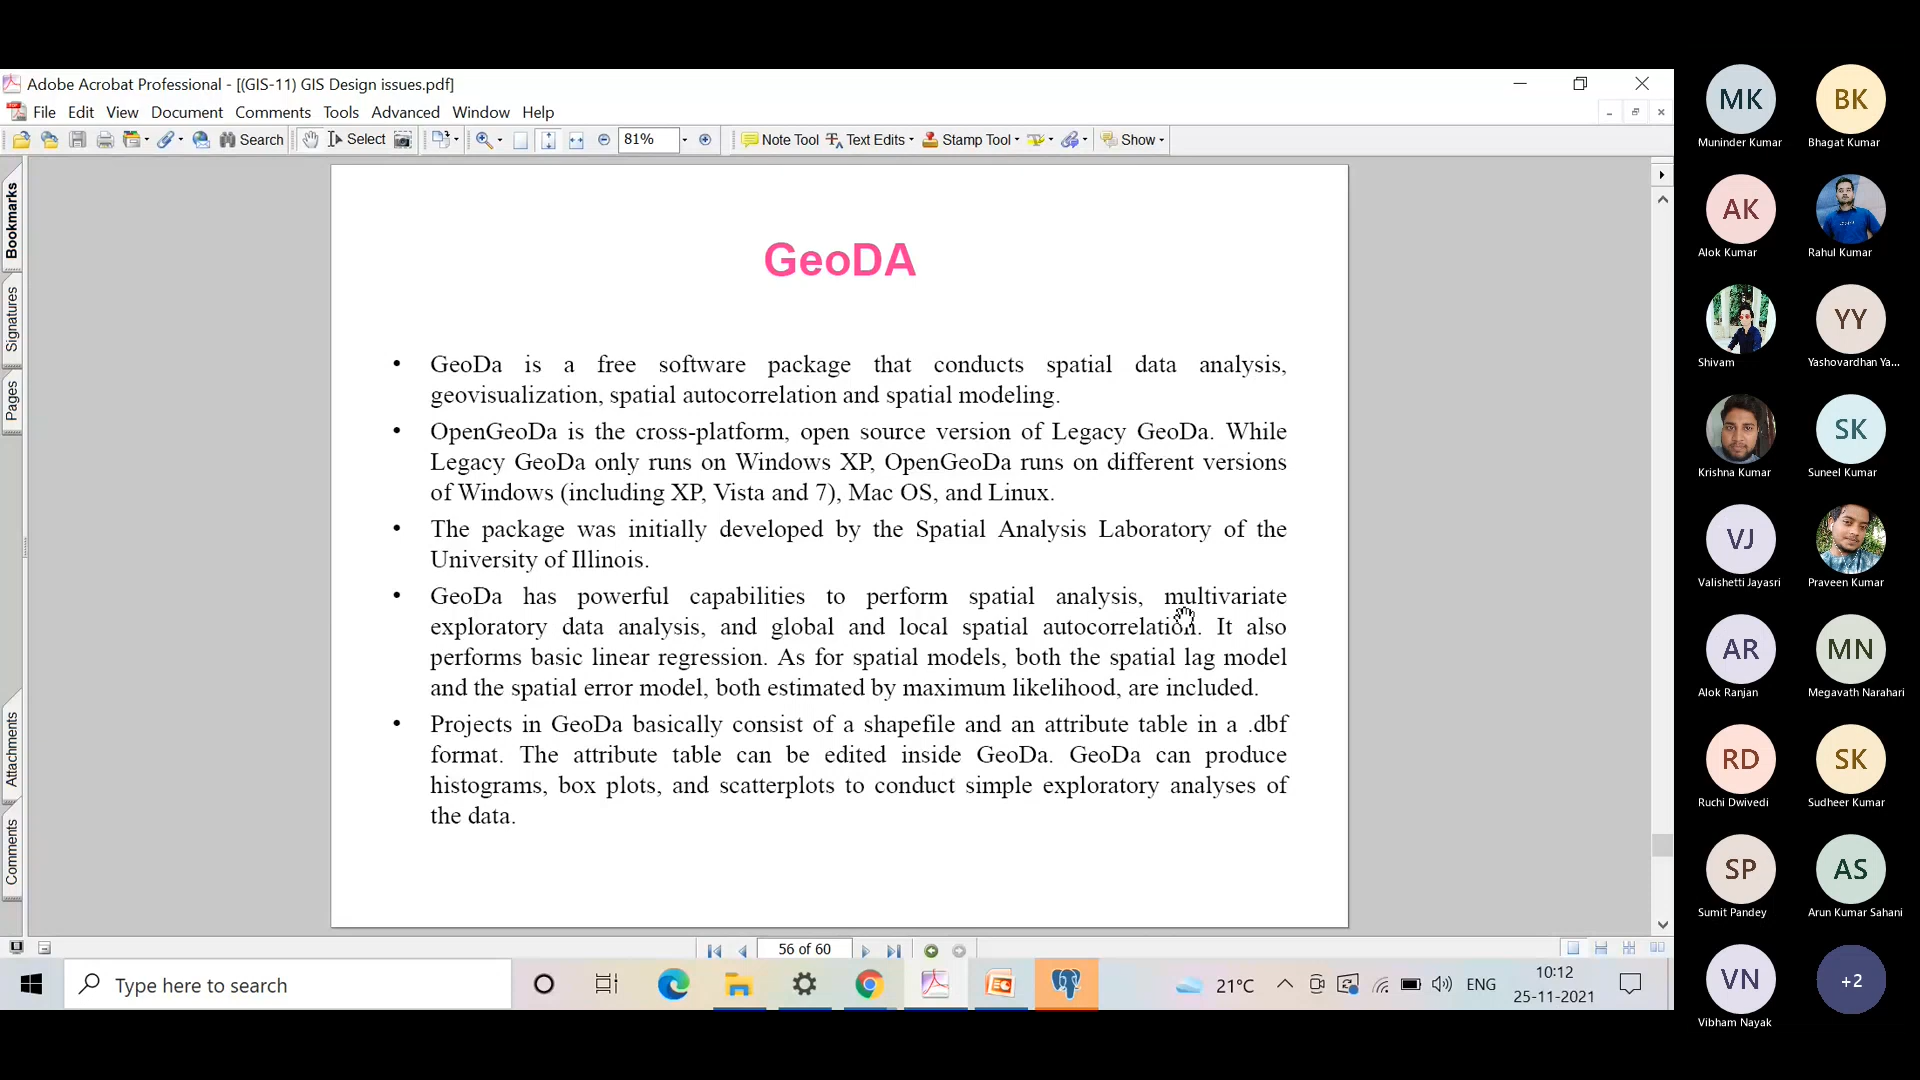 Adobe Acrobat Professional - [(GIS-11) GIS Design issues.pdf]
File Edit View Document Comments Tools Advanced Window Help
Search Select 81% Note Tool Text Edits Stamp Tool Show
Bookmarks
Signatures
Pages
Attachments
Comments
GeoDA
• GeoDa is a free software package that conducts spatial data analysis,
geovisualization, spatial autocorrelation and spatial modeling.
• OpenGeoDa is the cross-platform, open source version of Legacy GeoDa. While
Legacy GeoDa only runs on Windows XP, OpenGeoDa runs on different versions
of Windows (including XP, Vista and 7), Mac OS, and Linux.
• The package was initially developed by the Spatial Analysis Laboratory of the
University of Illinois.
• GeoDa has powerful capabilities to perform spatial analysis, multivariate
exploratory data analysis, and global and local spatial autocorrelation. It also
performs basic linear regression. As for spatial models, both the spatial lag model
and the spatial error model, both estimated by maximum likelihood, are included.
• Projects in GeoDa basically consist of a shapefile and an attribute table in a .dbf
format. The attribute table can be edited inside GeoDa. GeoDa can produce
histograms, box plots, and scatterplots to conduct simple exploratory analyses of
the data.
56 of 60
Type here to search
21°C
ENG
10:12
25-11-2021
MK BK
Muninder Kumar Bhagat Kumar
AK
Alok Kumar Rahul Kumar
YY
Shivam Yashovardhan Ya...
SK
Krishna Kumar Suneel Kumar
VJ
Valishetti Jayasri Praveen Kumar
AR MN
Alok Ranjan Megavath Narahari
RD SK
Ruchi Dwivedi Sudheer Kumar
SP AS
Sumit Pandey Arun Kumar Sahani
VN +2
Vibham Nayak